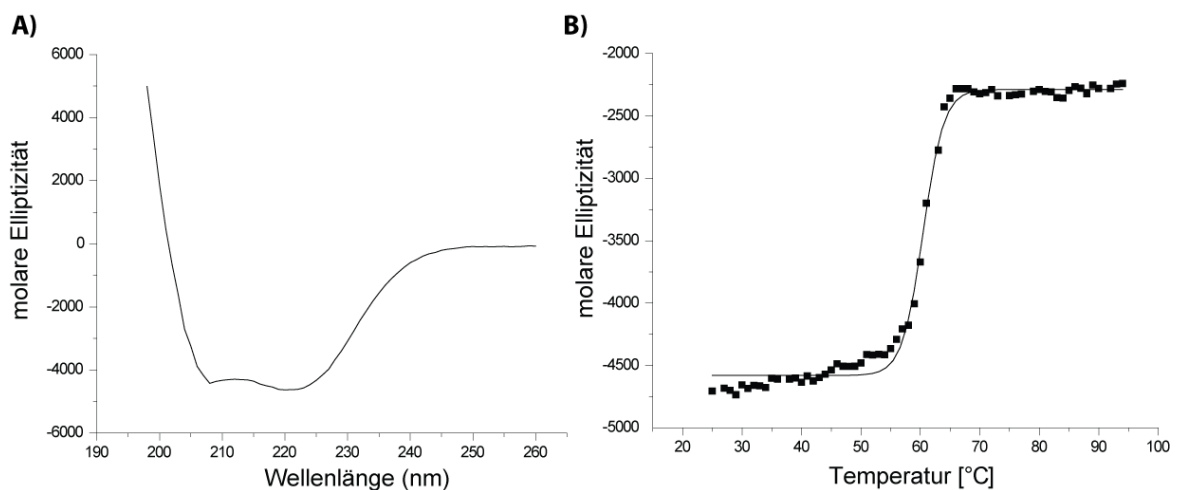 A)
6000
4000
2000
0
-2000
-4000
-6000
190 200 210 220 230 240 250 260
Wellenlänge (nm)
molare Elliptizität
B)
-2000
-2500
-3000
-3500
-4000
-4500
-5000
20 30 40 50 60 70 80 90 100
Temperatur [°C]
molare Elliptizität